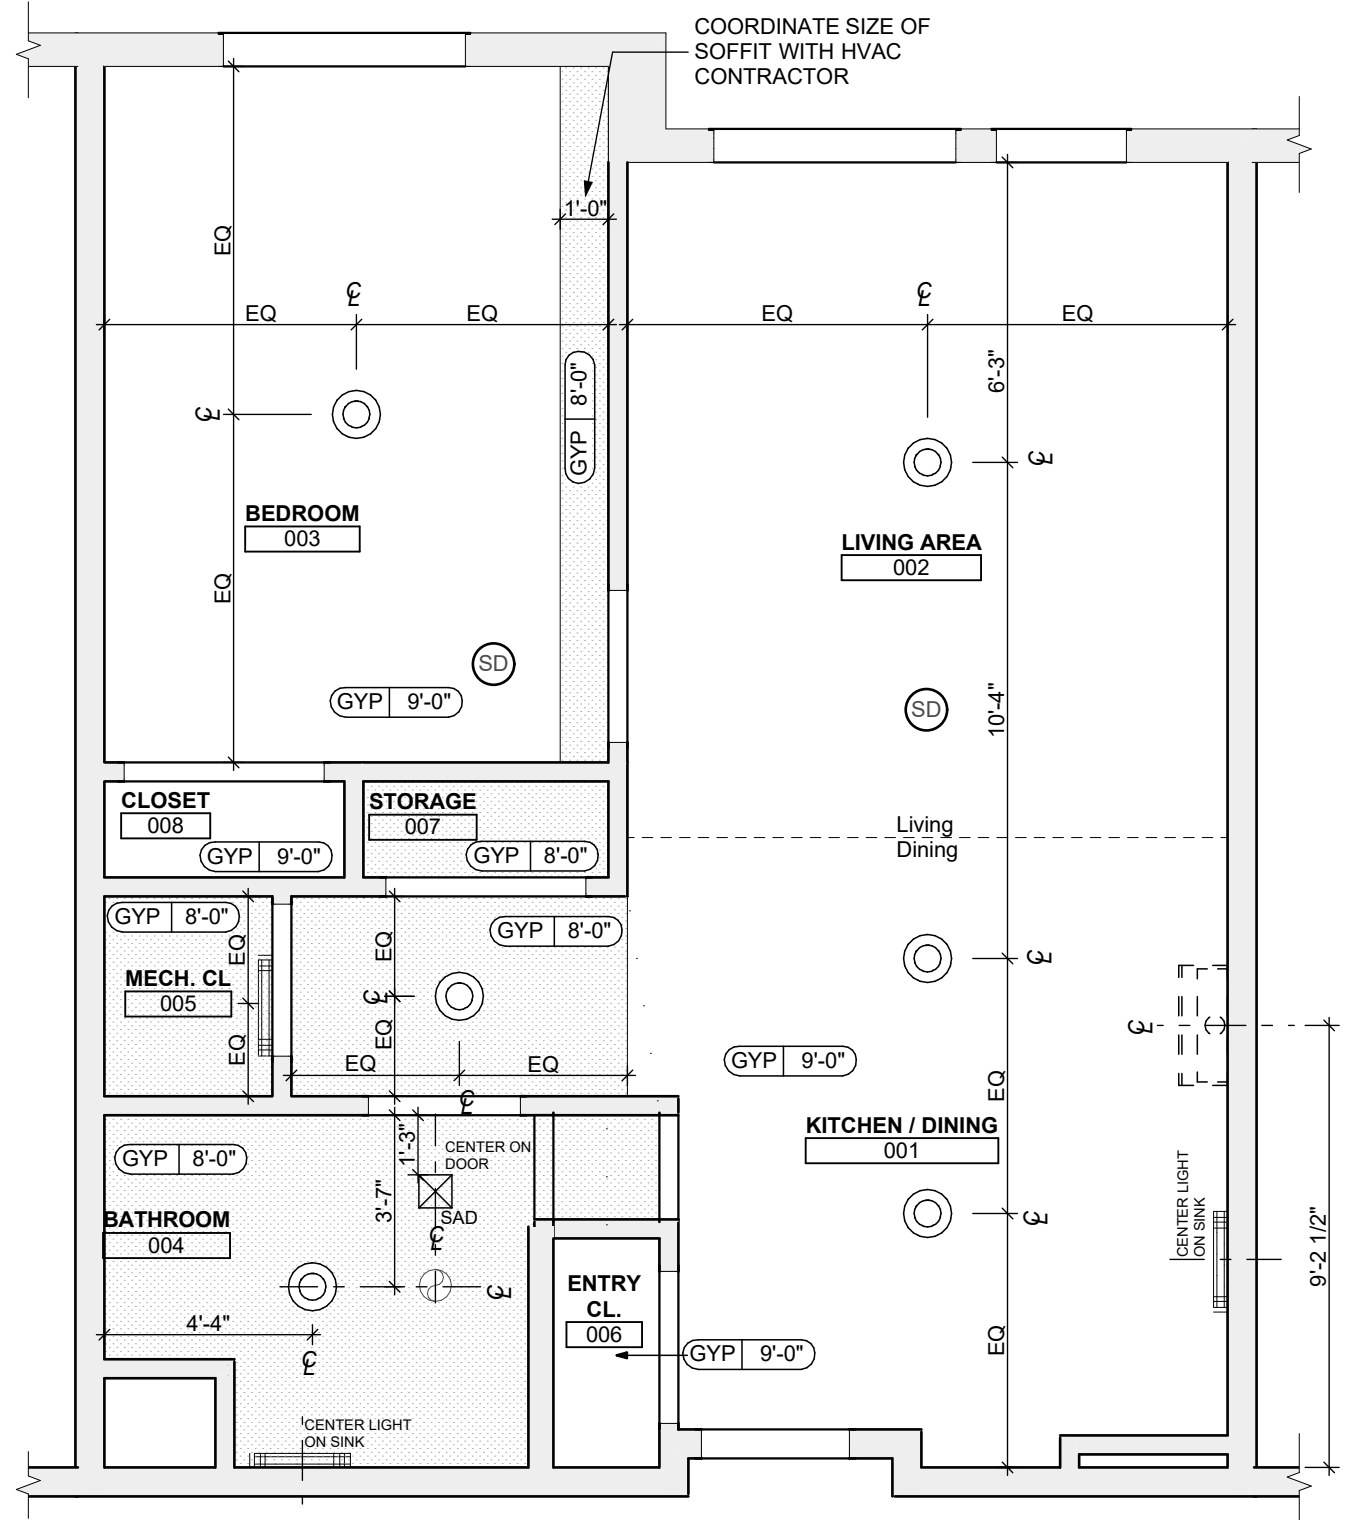 COORDINATE SIZE OF
SOFFIT WITH HVAC
CONTRACTOR
1'-0"
EQ
℄
EQ
EQ
EQ
℄
EQ
EQ
6'-3"
GYP 8'-0"
℄
℄
BEDROOM
003
LIVING AREA
002
EQ
SD
GYP 9'-0"
SD
10'-4"
CLOSET
008
GYP 9'-0"
STORAGE
007
GYP 8'-0"
Living
Dining
GYP 8'-0"
EQ
MECH. CL
005
EQ
EQ
GYP 8'-0"
℄
EQ
EQ
EQ
℄
℄
℄
GYP 9'-0"
EQ
KITCHEN / DINING
001
GYP 8'-0"
1'-3"
CENTER ON
DOOR
3'-7"
SAD
℄
BATHROOM
004
℄
4'-4"
℄
CENTER LIGHT
ON SINK
ENTRY
CL.
006
GYP 9'-0"
℄
EQ
CENTER LIGHT
ON SINK
9'-2 1/2"